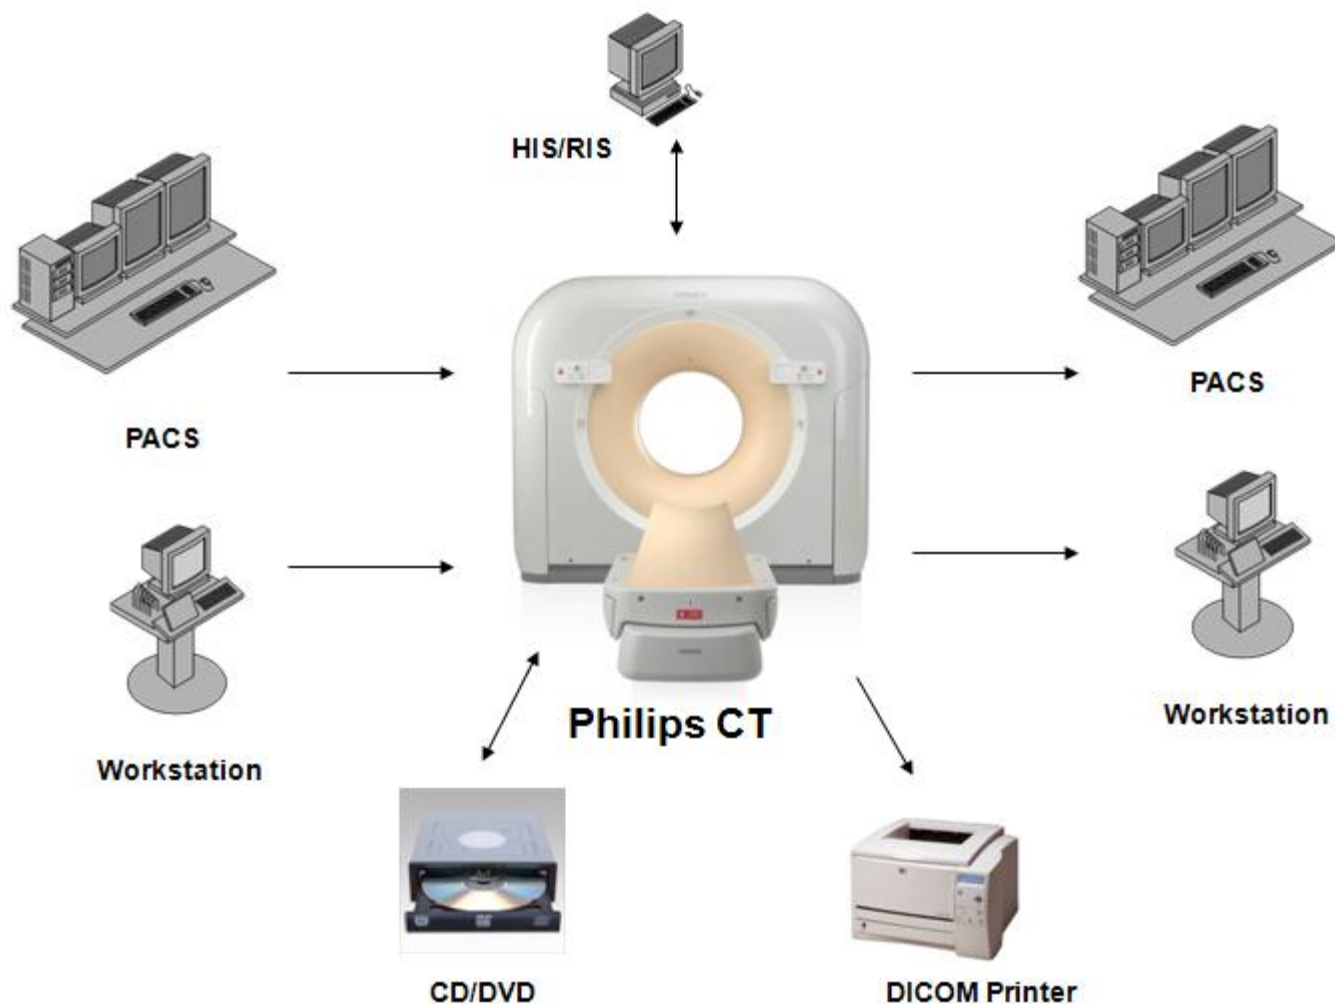 HIS/RIS
PACS
PACS
Workstation
Philips CT
Workstation
CD/DVD
DICOM Printer